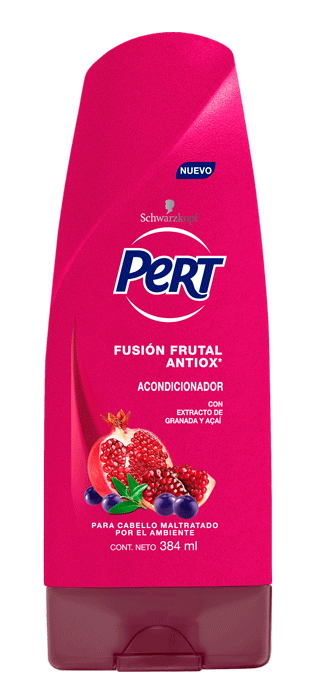 NUEVO
Schwarzkopf
PERT
FUSIÓN FRUTAL
ANTIOX*
ACONDICIONADOR
CON
EXTRACTO DE
GRANADA Y AÇAÍ
PARA CABELLO MALTRATADO
POR EL AMBIENTE
CONT. NETO 384 ml